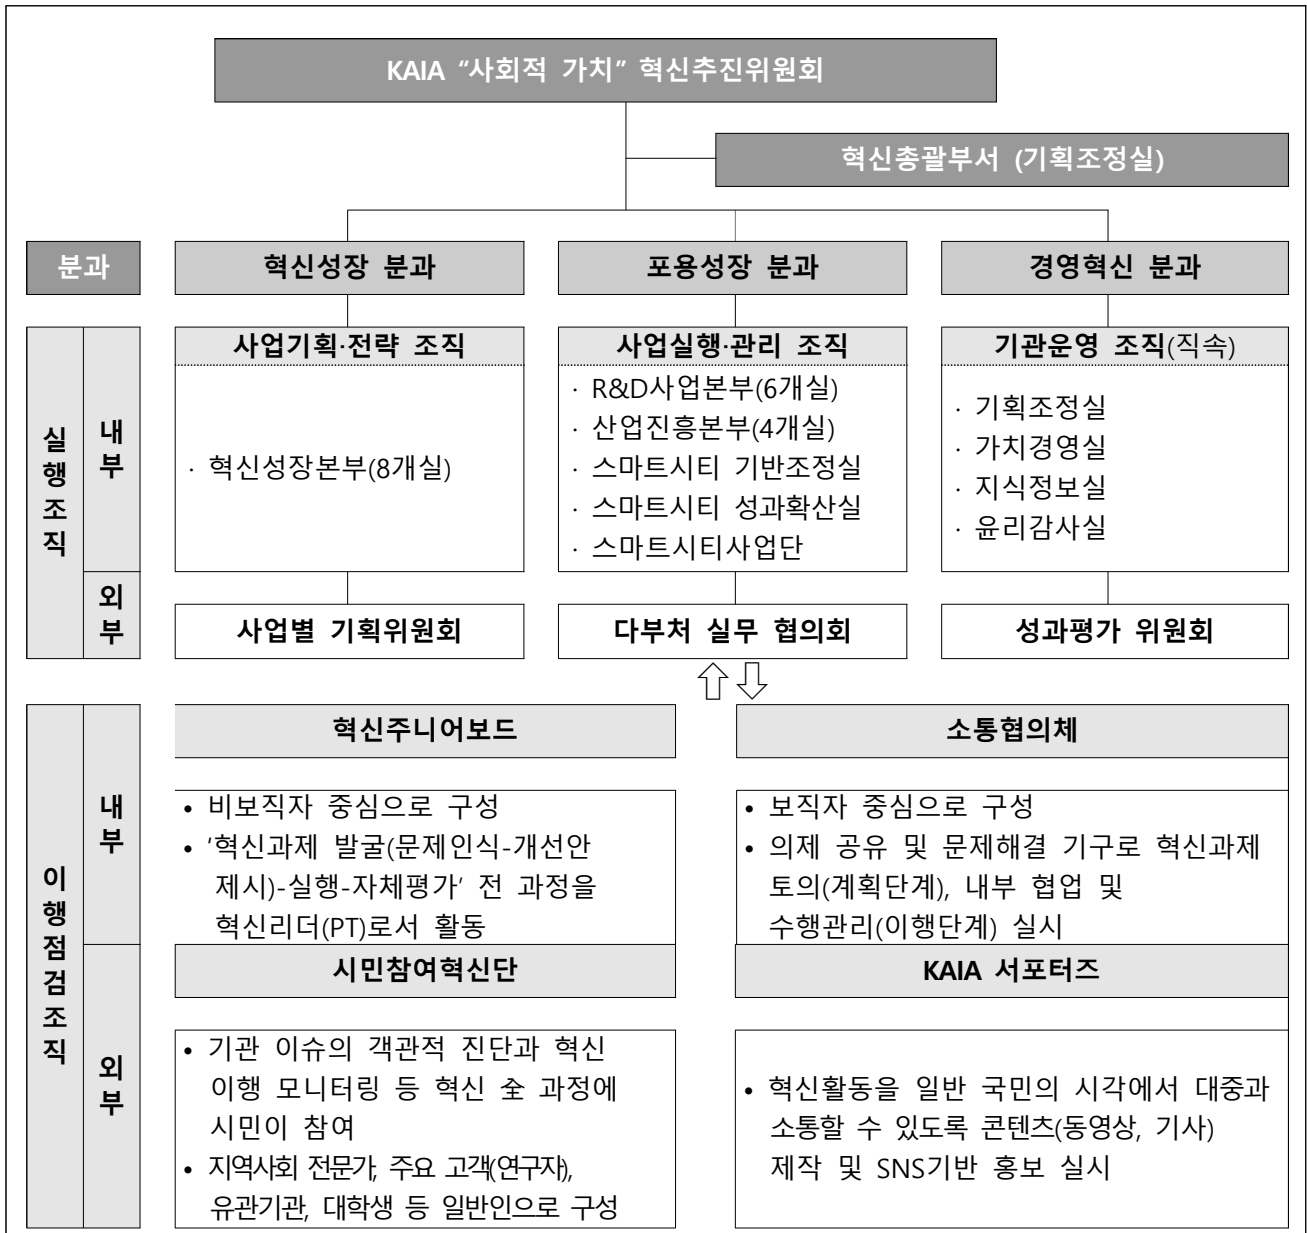 KAIA “사회적 가치” 혁신추진위원회
혁신총괄부서 (기획조정실)
분과
혁신성장 분과
포용성장 분과
경영혁신 분과
실행조직
내부
사업기획·전략 조직
· 혁신성장본부(8개실)
사업실행·관리 조직
· R&D사업본부(6개실)
· 산업진흥본부(4개실)
· 스마트시티 기반조정실
· 스마트시티 성과확산실
· 스마트시티사업단
기관운영 조직(직속)
· 기획조정실
· 가치경영실
· 지식정보실
· 윤리감사실
외부
사업별 기획위원회
다부처 실무 협의회
성과평가 위원회
이행점검조직
내부
혁신주니어보드
• 비보직자 중심으로 구성
• ‘혁신과제 발굴(문제인식-개선안
제시)-실행-자체평가’ 전 과정을
혁신리더(PT)로서 활동
소통협의체
• 보직자 중심으로 구성
• 의제 공유 및 문제해결 기구로 혁신과제
토의(계획단계), 내부 협업 및
수행관리(이행단계) 실시
외부
시민참여혁신단
• 기관 이슈의 객관적 진단과 혁신
이행 모니터링 등 혁신 全 과정에
시민이 참여
• 지역사회 전문가, 주요 고객(연구자),
유관기관, 대학생 등 일반인으로 구성
KAIA 서포터즈
• 혁신활동을 일반 국민의 시각에서 대중과
소통할 수 있도록 콘텐츠(동영상, 기사)
제작 및 SNS기반 홍보 실시